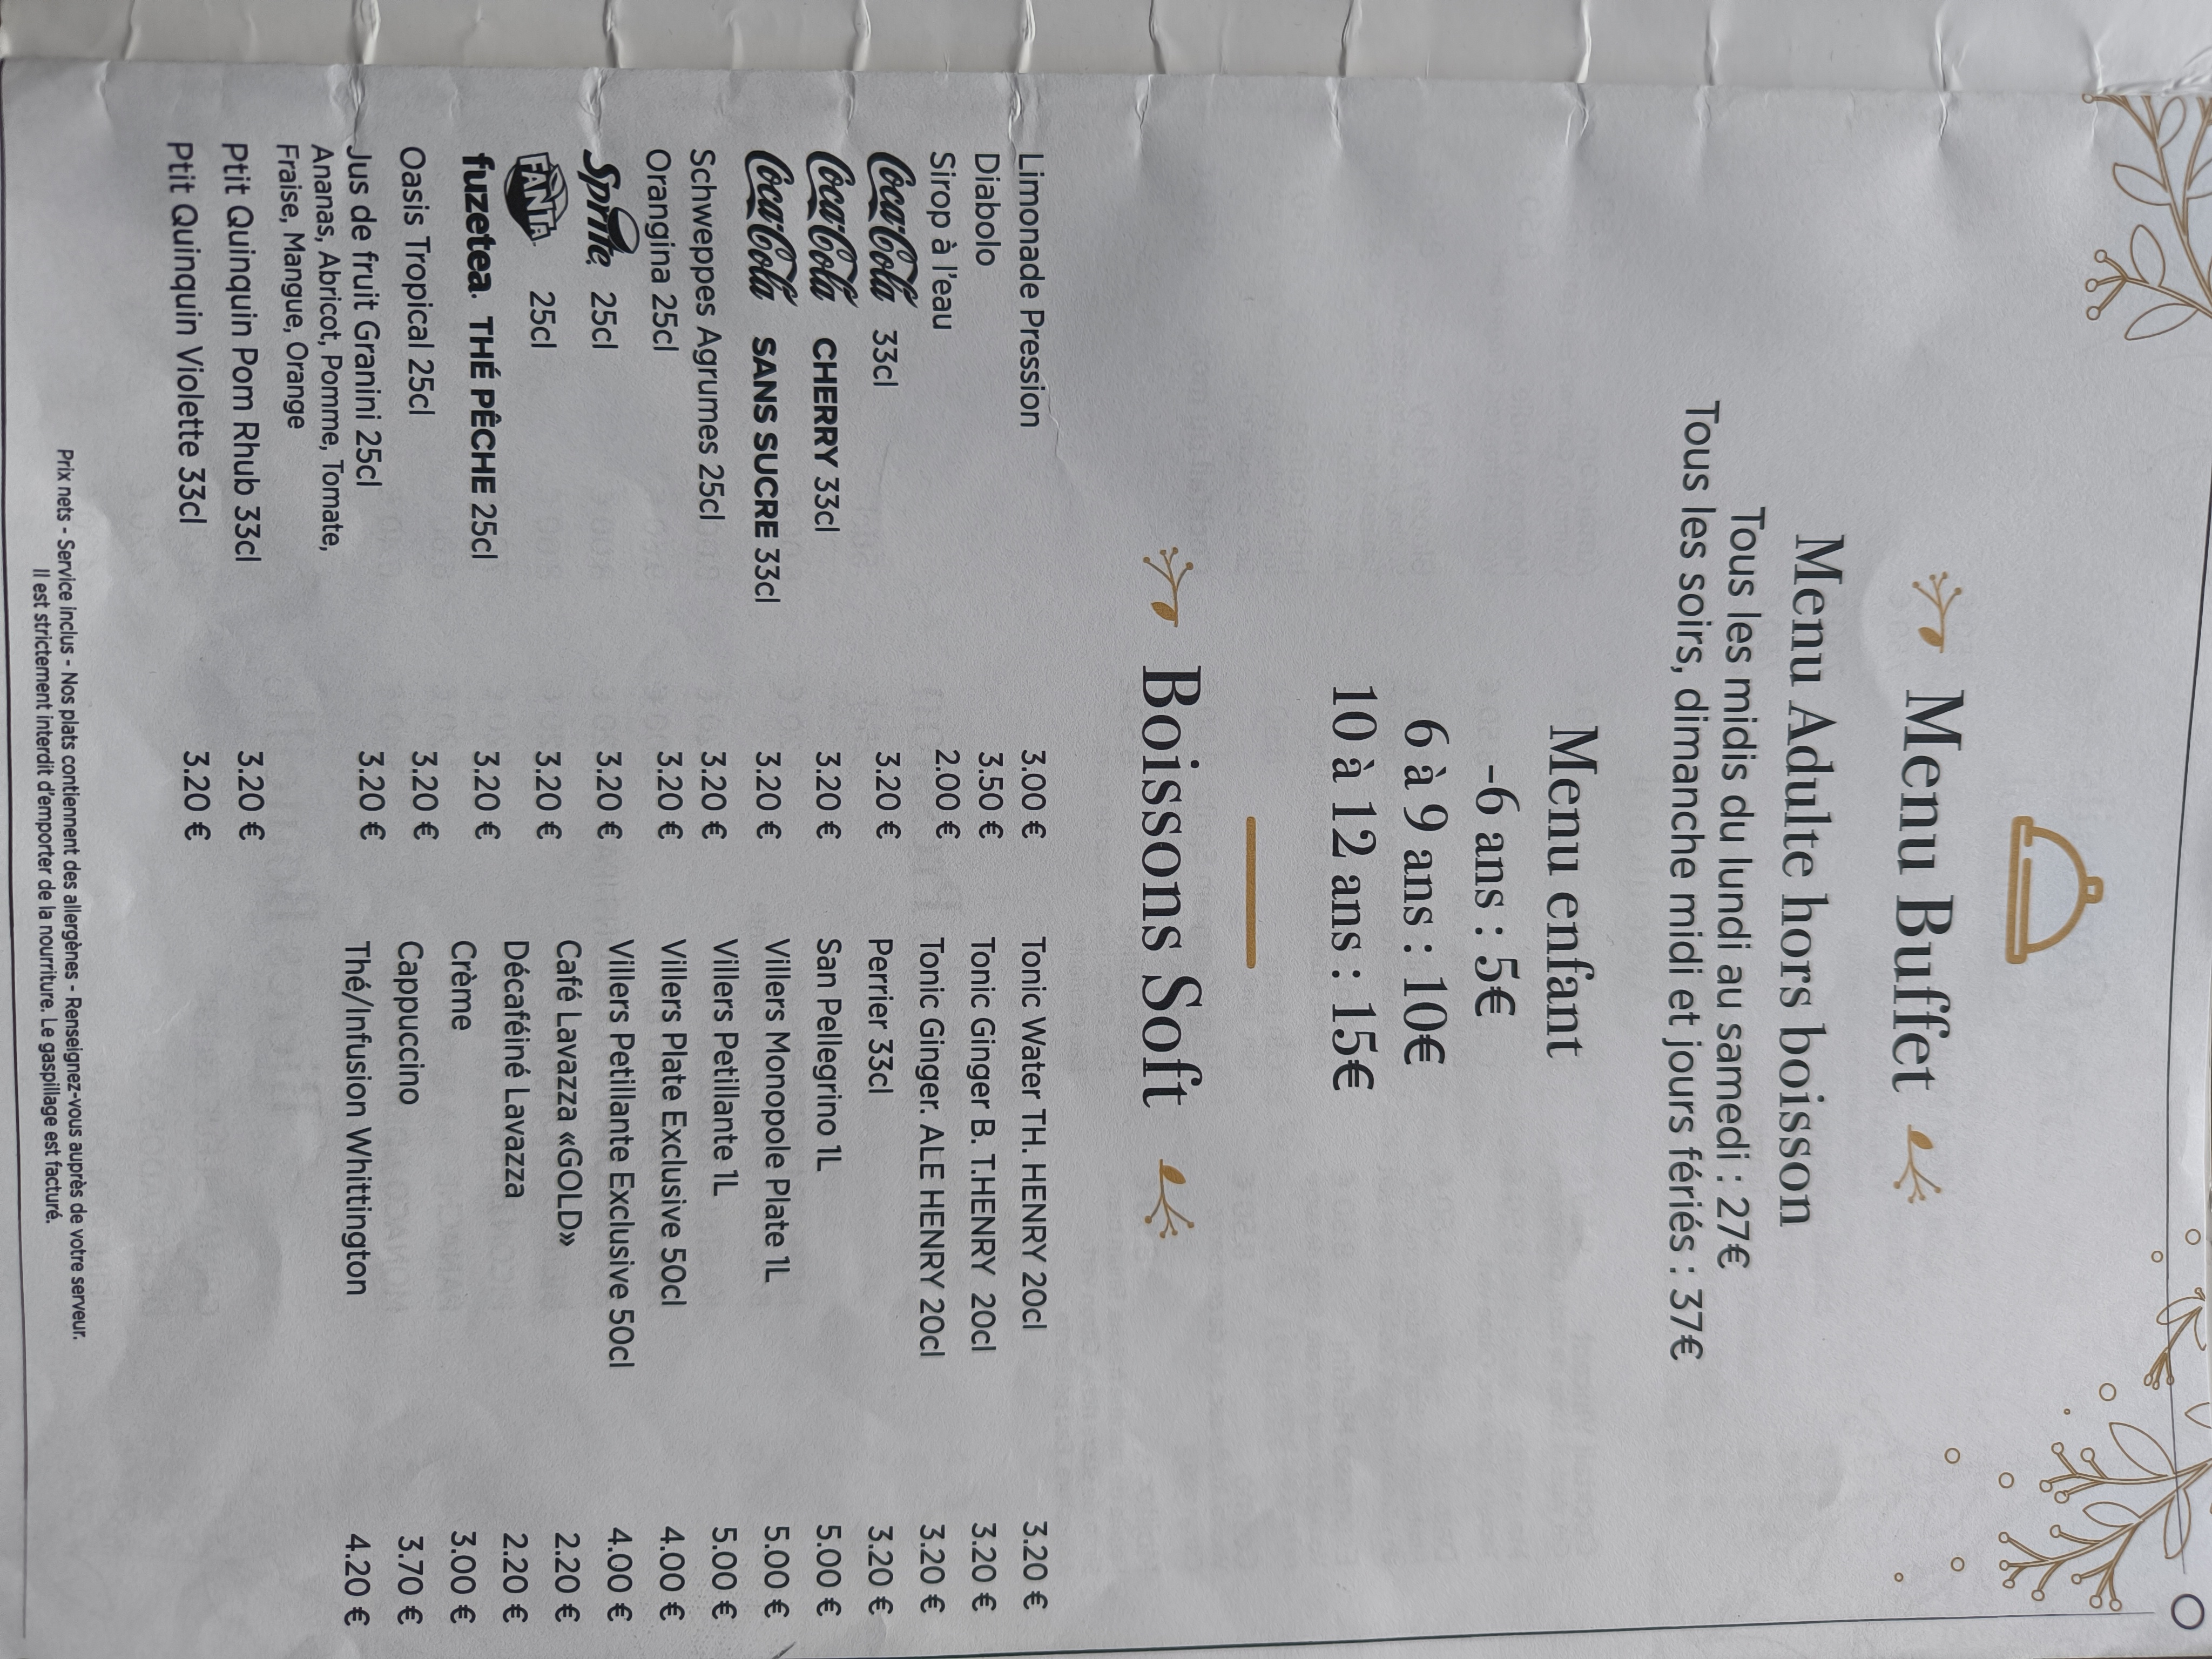 Menu Buffet
Menu Adulte hors boisson
Tous les midis du lundi au samedi : 27€
Tous les soirs, dimanche midi et jours fériés : 37€
Menu enfant
-6 ans : 5€
6 à 9 ans : 10€
10 à 12 ans : 15€
Boissons Soft
Limonade Pression 3.00 €
Diabolo 3.50 €
Sirop à l'eau 2.00 €
Coca-Cola 33cl 3.20 €
Coca-Cola CHERRY 33cl 3.20 €
Coca-Cola SANS SUCRE 33cl 3.20 €
Schweppes Agrumes 25cl 3.20 €
Orangina 25cl 3.20 €
Sprite 25cl 3.20 €
FANTA 25cl 3.20 €
fuzetea. THÉ PÊCHE 25cl 3.20 €
Oasis Tropical 25cl 3.20 €
Jus de fruit Granini 25cl 3.20 €
Ananas, Abricot, Pomme, Tomate,
Fraise, Mangue, Orange
Ptit Quinquin Pom Rhub 33cl 3.20 €
Ptit Quinquin Violette 33cl 3.20 €
Tonic Water TH. HENRY 20cl 3.20 €
Tonic Ginger B. T.HENRY 20cl 3.20 €
Tonic Ginger. ALE HENRY 20cl 3.20 €
Perrier 33cl 3.20 €
San Pellegrino 1L 5.00 €
Villers Monopole Plate 1L 5.00 €
Villers Petillante 1L 5.00 €
Villers Plate Exclusive 50cl 4.00 €
Villers Petillante Exclusive 50cl 4.00 €
Café Lavazza «GOLD» 2.20 €
Décaféiné Lavazza 2.20 €
Crème 3.00 €
Cappuccino 3.70 €
Thé/Infusion Whittington 4.20 €
Prix nets - Service inclus - Nos plats contiennent des allergènes - Renseignez-vous auprès de votre serveur.
Il est strictement interdit d'emporter de la nourriture. Le gaspillage est facturé.